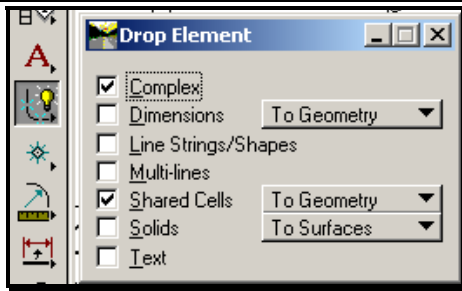 Drop Element
A
Complex
Dimensions To Geometry
Line Strings/Shapes
Multi-lines
Shared Cells To Geometry
Solids To Surfaces
Text